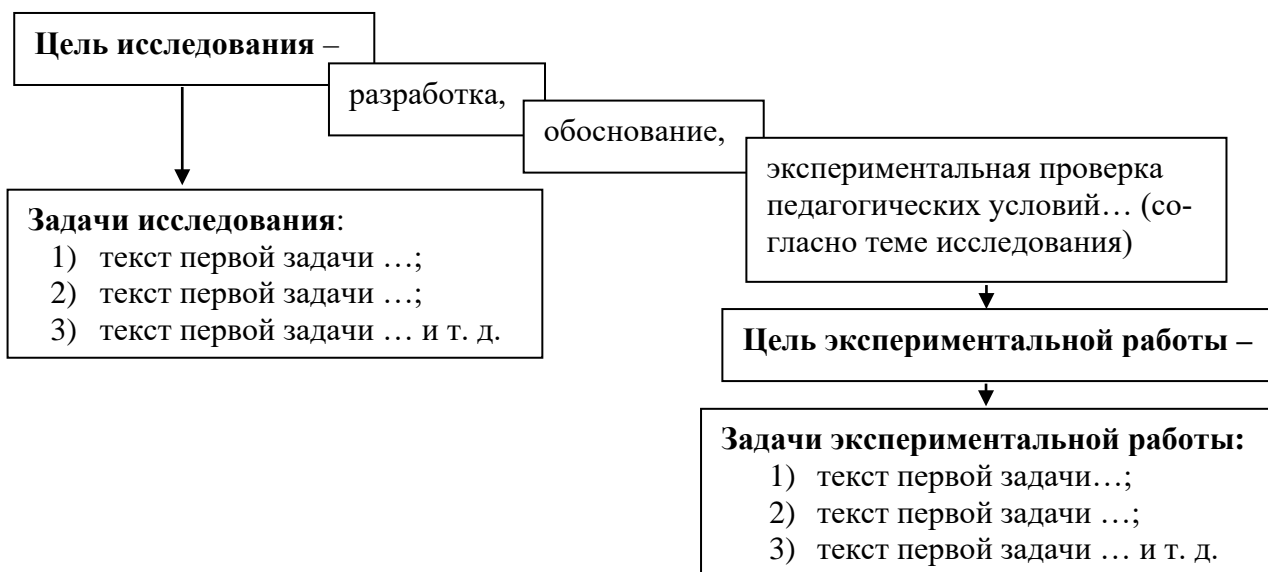 Цель исследования –
разработка,
обоснование,
экспериментальная проверка
педагогических условий… (со-
гласно теме исследования)
Задачи исследования:
1) текст первой задачи …;
2) текст первой задачи …;
3) текст первой задачи … и т. д.
Цель экспериментальной работы –
Задачи экспериментальной работы:
1) текст первой задачи…;
2) текст первой задачи …;
3) текст первой задачи … и т. д.